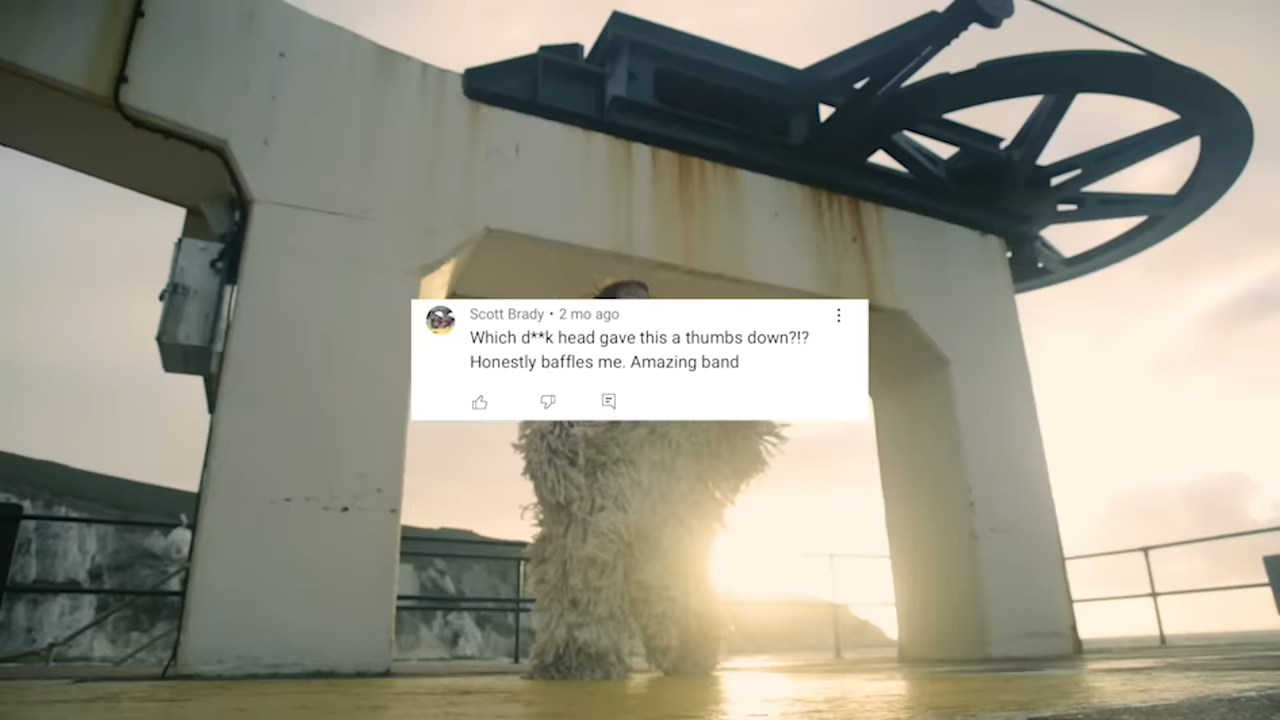 Scott Brady • 2 mo ago
Which d**k head gave this a thumbs down?!?
Honestly baffles me. Amazing band